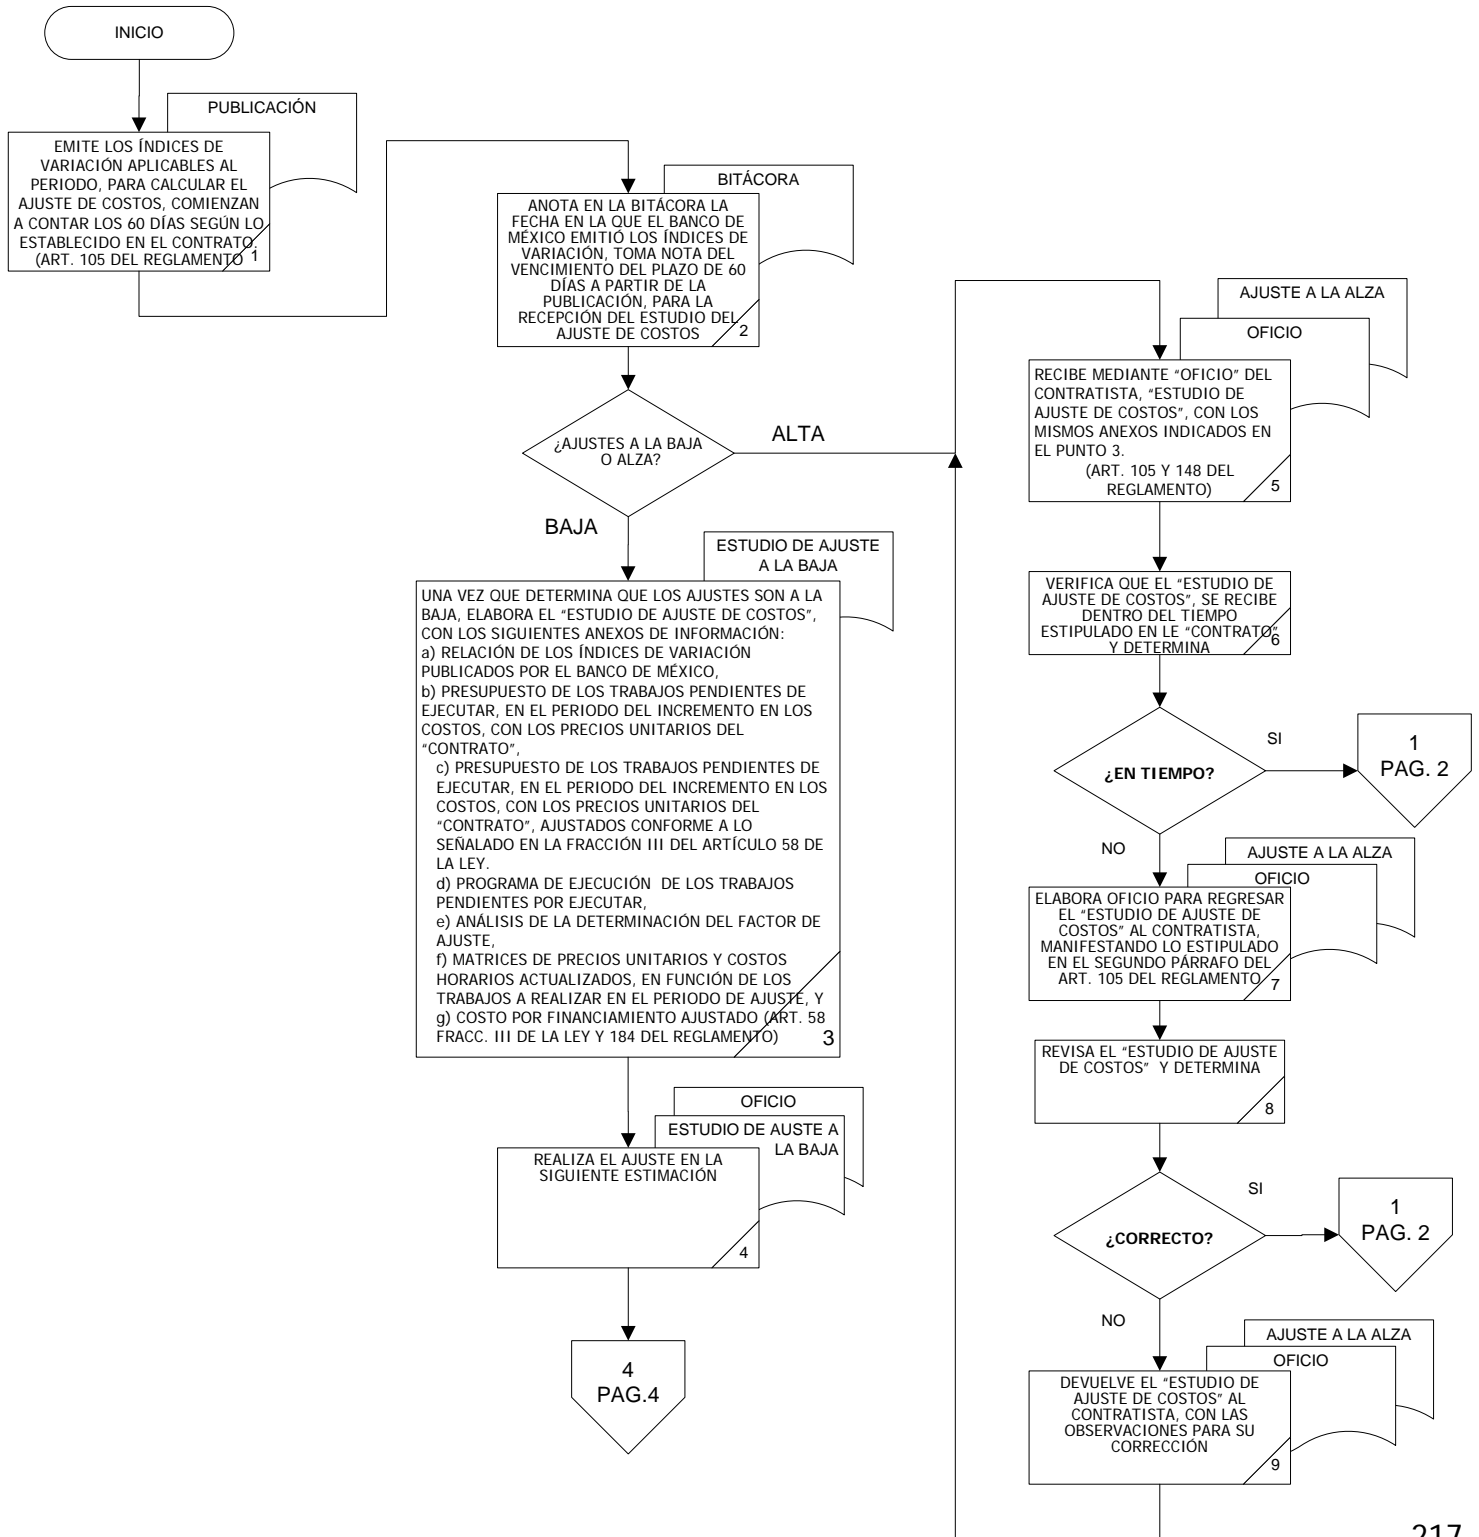 INICIO
PUBLICACIÓN
EMITE LOS ÍNDICES DE
VARIACIÓN APLICABLES AL
PERIODO, PARA CALCULAR EL
AJUSTE DE COSTOS, COMIENZAN
A CONTAR LOS 60 DÍAS SEGÚN LO
ESTABLECIDO EN EL CONTRATO.
(ART. 105 DEL REGLAMENTO
1
BITÁCORA
ANOTA EN LA BITÁCORA LA
FECHA EN LA QUE EL BANCO DE
MÉXICO EMITIÓ LOS ÍNDICES DE
VARIACIÓN, TOMA NOTA DEL
VENCIMIENTO DEL PLAZO DE 60
DÍAS A PARTIR DE LA
PUBLICACIÓN, PARA LA
RECEPCIÓN DEL ESTUDIO DEL
AJUSTE DE COSTOS
2
¿AJUSTES A LA BAJA
O ALZA?
ALTA
BAJA
ESTUDIO DE AJUSTE
A LA BAJA
UNA VEZ QUE DETERMINA QUE LOS AJUSTES SON A LA
BAJA, ELABORA EL “ESTUDIO DE AJUSTE DE COSTOS”,
CON LOS SIGUIENTES ANEXOS DE INFORMACIÓN:
a) RELACIÓN DE LOS ÍNDICES DE VARIACIÓN
PUBLICADOS POR EL BANCO DE MÉXICO,
b) PRESUPUESTO DE LOS TRABAJOS PENDIENTES DE
EJECUTAR, EN EL PERIODO DEL INCREMENTO EN LOS
COSTOS, CON LOS PRECIOS UNITARIOS DEL
“CONTRATO”,
c) PRESUPUESTO DE LOS TRABAJOS PENDIENTES DE
EJECUTAR, EN EL PERIODO DEL INCREMENTO EN LOS
COSTOS, CON LOS PRECIOS UNITARIOS DEL
“CONTRATO”, AJUSTADOS CONFORME A LO
SEÑALADO EN LA FRACCIÓN III DEL ARTÍCULO 58 DE
LA LEY.
d) PROGRAMA DE EJECUCIÓN DE LOS TRABAJOS
PENDIENTES POR EJECUTAR,
e) ANÁLISIS DE LA DETERMINACIÓN DEL FACTOR DE
AJUSTE,
f) MATRICES DE PRECIOS UNITARIOS Y COSTOS
HORARIOS ACTUALIZADOS, EN FUNCIÓN DE LOS
TRABAJOS A REALIZAR EN EL PERIODO DE AJUSTE, Y
g) COSTO POR FINANCIAMIENTO AJUSTADO (ART. 58
FRACC. III DE LA LEY Y 184 DEL REGLAMENTO)
3
OFICIO
ESTUDIO DE AUSTE A
LA BAJA
REALIZA EL AJUSTE EN LA
SIGUIENTE ESTIMACIÓN
4
4
PAG.4
AJUSTE A LA ALZA
OFICIO
RECIBE MEDIANTE “OFICIO” DEL
CONTRATISTA, “ESTUDIO DE
AJUSTE DE COSTOS”, CON LOS
MISMOS ANEXOS INDICADOS EN
EL PUNTO 3.
(ART. 105 Y 148 DEL
REGLAMENTO)
5
VERIFICA QUE EL “ESTUDIO DE
AJUSTE DE COSTOS”, SE RECIBE
DENTRO DEL TIEMPO
ESTIPULADO EN LE “CONTRATO”
Y DETERMINA
6
¿EN TIEMPO?
SI
1
PAG. 2
NO
AJUSTE A LA ALZA
OFICIO
ELABORA OFICIO PARA REGRESAR
EL “ESTUDIO DE AJUSTE DE
COSTOS” AL CONTRATISTA,
MANIFESTANDO LO ESTIPULADO
EN EL SEGUNDO PÁRRAFO DEL
ART. 105 DEL REGLAMENTO
7
REVISA EL “ESTUDIO DE AJUSTE
DE COSTOS” Y DETERMINA
8
¿CORRECTO?
SI
1
PAG. 2
NO
AJUSTE A LA ALZA
OFICIO
DEVUELVE EL “ESTUDIO DE
AJUSTE DE COSTOS” AL
CONTRATISTA, CON LAS
OBSERVACIONES PARA SU
CORRECCIÓN
9
217